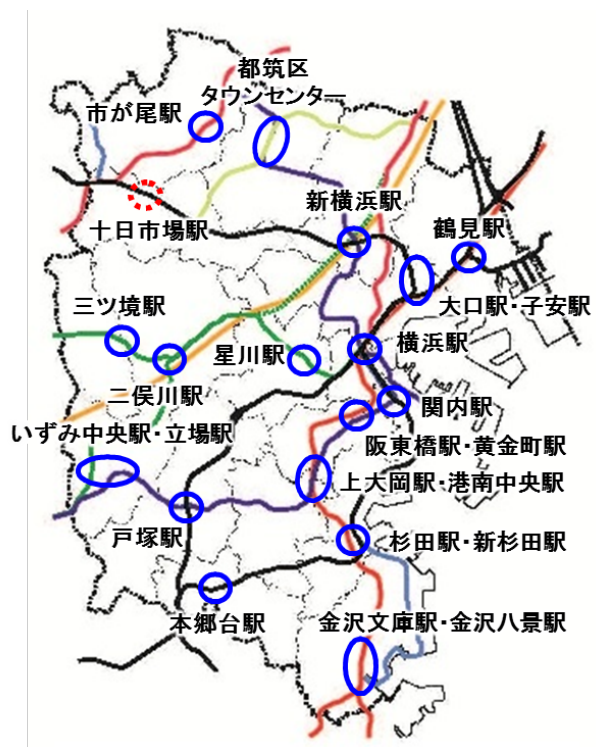 都筑区
タウンセンター
市が尾駅
新横浜駅
鶴見駅
十日市場駅
大口駅・子安駅
三ツ境駅
星川駅
横浜駅
二俣川駅
関内駅
いずみ中央駅・立場駅
阪東橋駅・黄金町駅
上大岡駅・港南中央駅
戸塚駅
杉田駅・新杉田駅
本郷台駅
金沢文庫駅・金沢八景駅